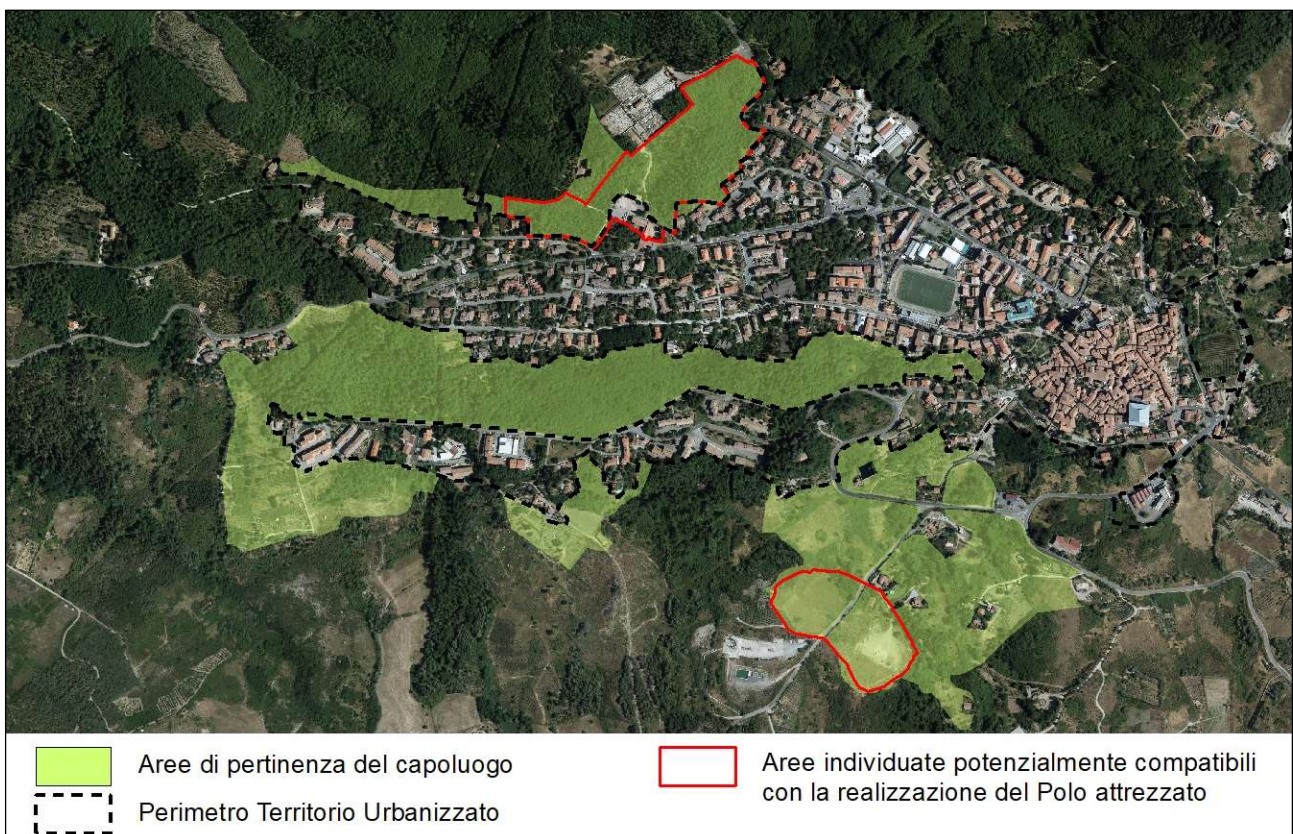 Aree di pertinenza del capoluogo
Perimetro Territorio Urbanizzato
Aree individuate potenzialmente compatibili
con la realizzazione del Polo attrezzato